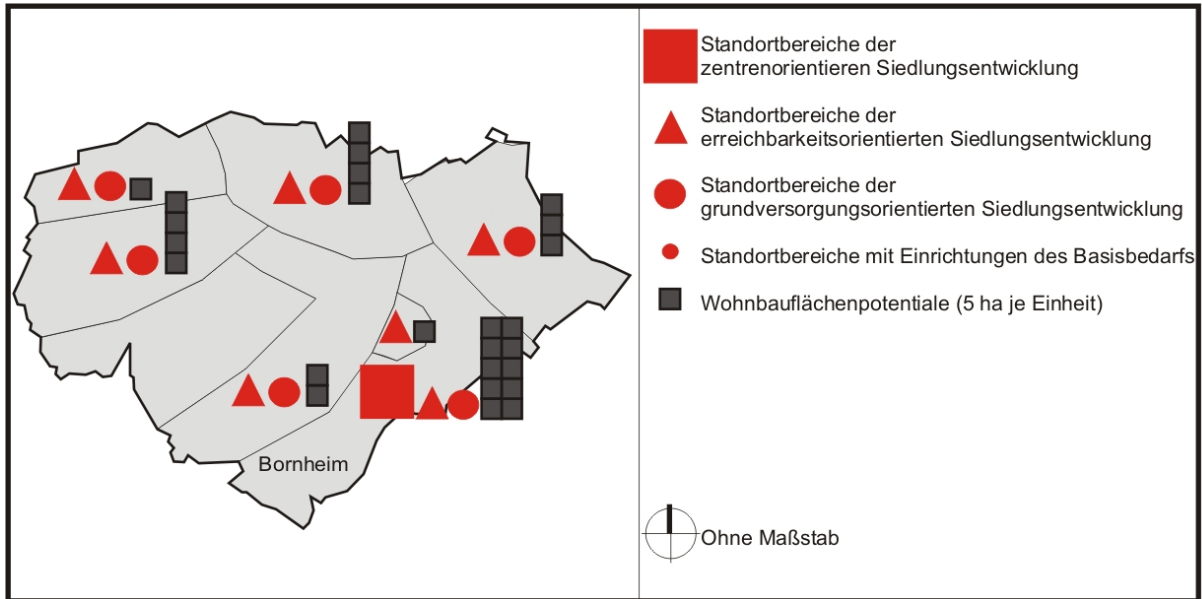 Standortbereiche der
zentrenorientieren Siedlungsentwicklung
Standortbereiche der
erreichbarkeitsorientierten Siedlungsentwicklung
Standortbereiche der
grundversorgungsorientierten Siedlungsentwicklung
Standortbereiche mit Einrichtungen des Basisbedarfs
Wohnbauflächenpotentiale (5 ha je Einheit)
Bornheim
Ohne Maßstab